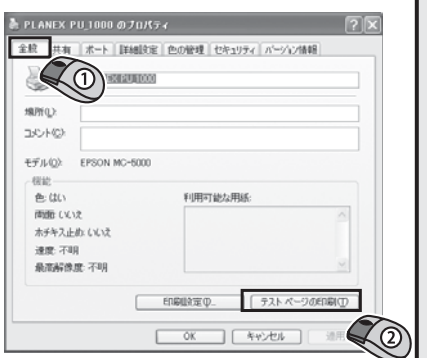 PLANEX PU_1000 のプロパティ
全般 共有 ポート 詳細設定 色の管理 セキュリティ バージョン情報
①
場所(L):
コメント(C):
モデル(O): EPSON MC-5000
機能
色: はい 利用可能な用紙:
両面: いいえ
ホチキス止め: いいえ
速度: 不明
最高解像度: 不明
印刷設定(I)... テスト ページの印刷(T)
OK キャンセル
②